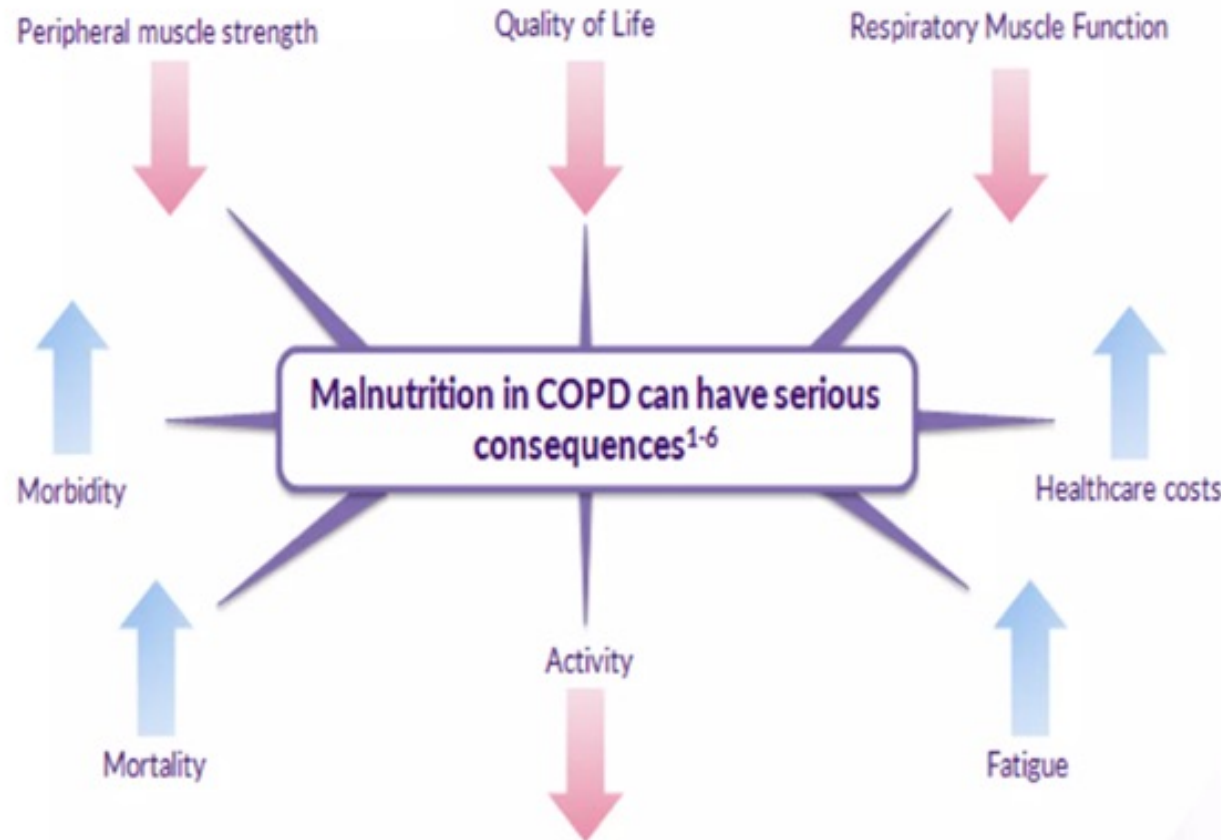 Peripheral muscle strength
Quality of Life
Respiratory Muscle Function
Malnutrition in COPD can have serious
consequences¹⁻⁶
Morbidity
Healthcare costs
Mortality
Activity
Fatigue